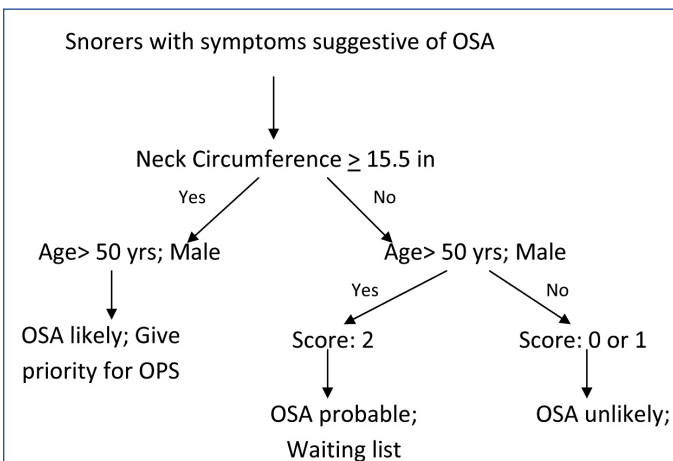 Snorers with symptoms suggestive of OSA
Neck Circumference ≥ 15.5 in
Yes
No
Age> 50 yrs; Male
Age> 50 yrs; Male
Yes
No
OSA likely; Give
priority for OPS
Score: 2
Score: 0 or 1
OSA probable;
Waiting list
OSA unlikely;